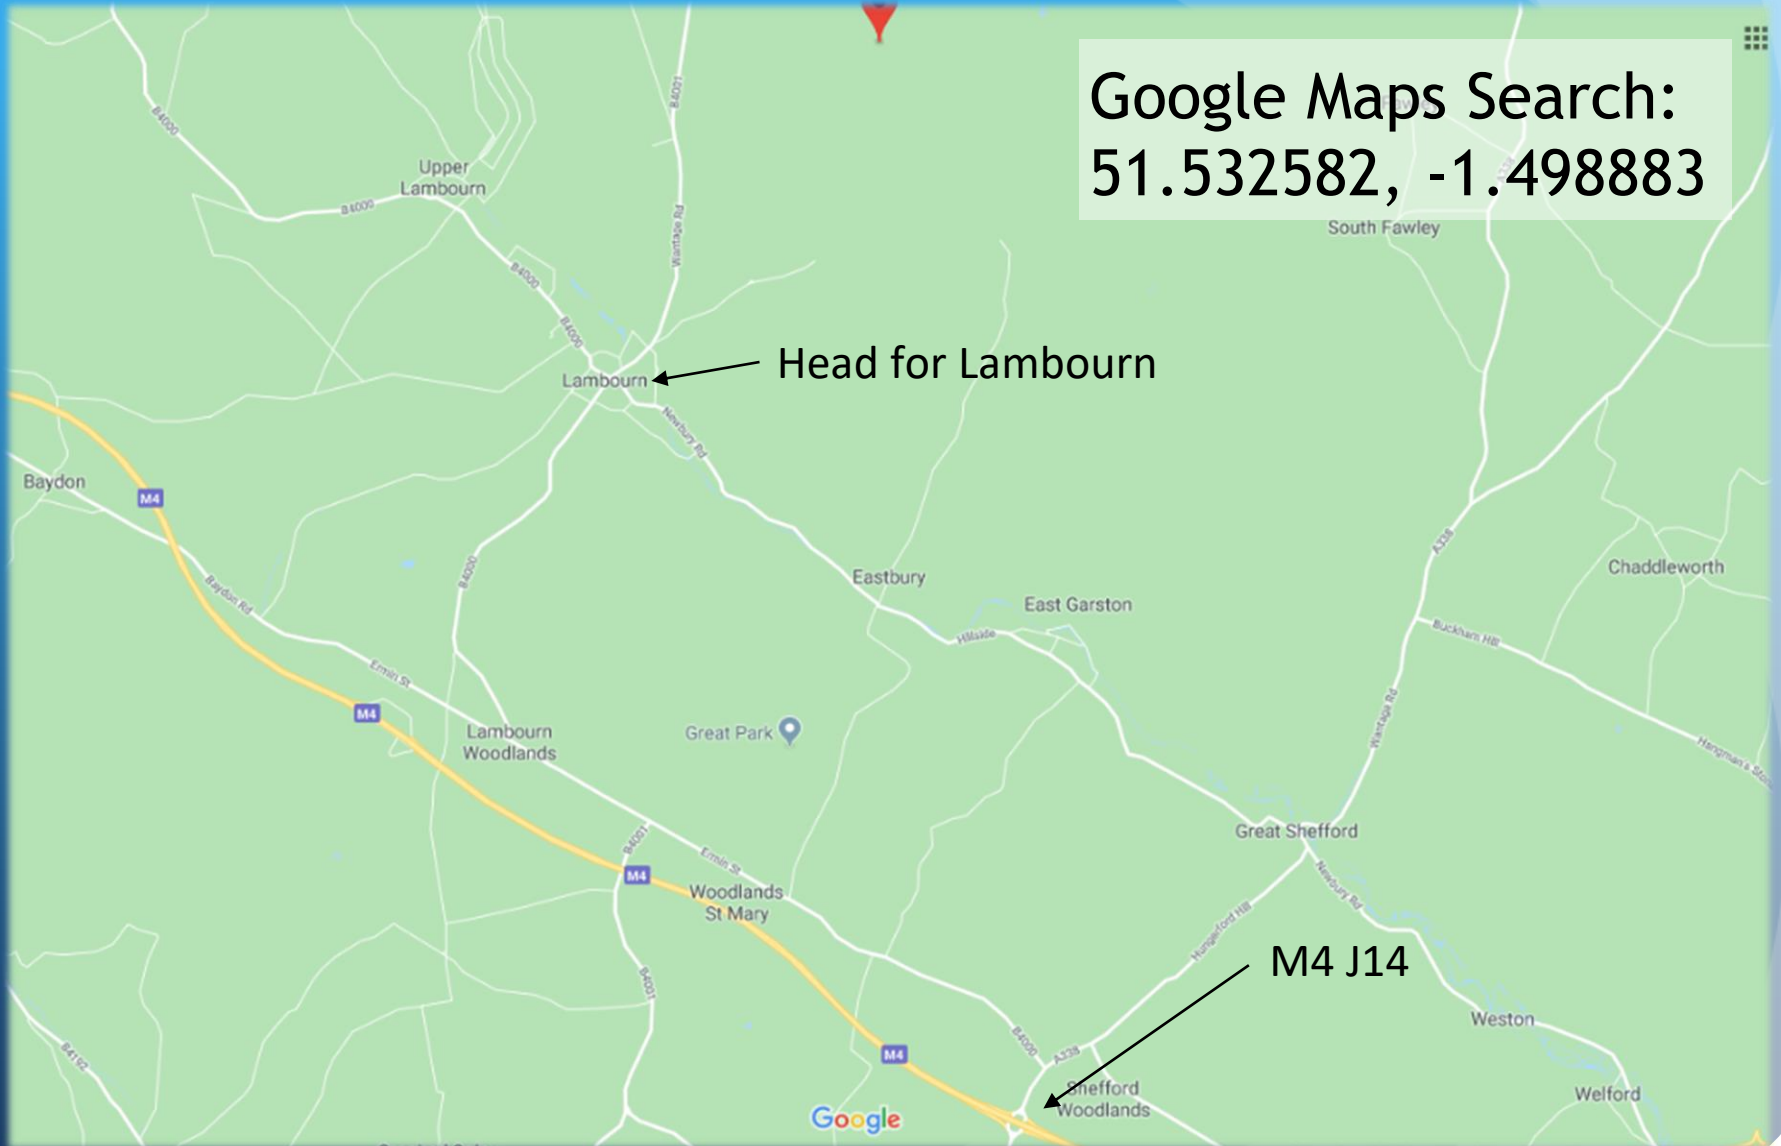 Google Maps Search:
51.532582, -1.498883
Fawley
A338
South Fawley
B4001
B4000
Upper
Lambourn
B4000
Wantage Rd
B4000
B4000
Head for Lambourn
Lambourn
Newbury Rd
Baydon
M4
A338
Chaddleworth
Eastbury
B4000
Baydon Rd
East Garston
Hillside
Buckham Hill
Ermin St
M4
Wantage Rd
Lambourn
Woodlands
Great Park
Great Shefford
B4001
Ermin St
M4
Woodlands
St Mary
Newbury Rd
Hungerford Hill
M4 J14
B4001
Weston
B4000
A338
M4
B4192
Shefford
Woodlands
Welford
Google